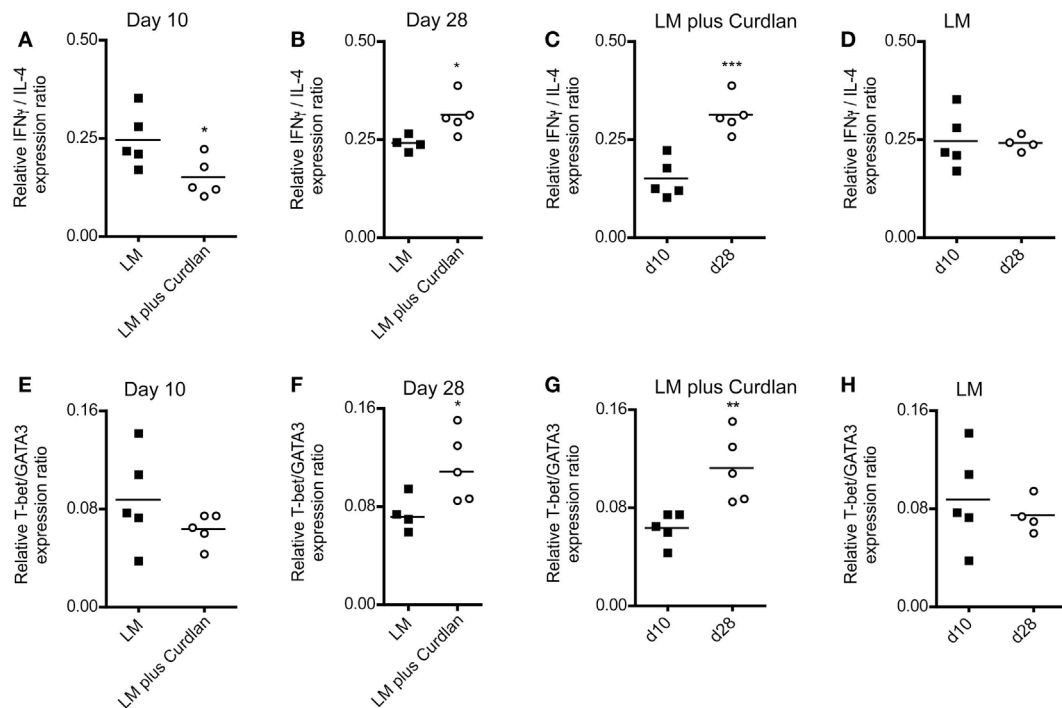 A
Day 10
Relative IFNγ / IL-4
expression ratio
0.50
0.25
0.00
*
LM
LM plus Curdlan
B
Day 28
Relative IFNγ / IL-4
expression ratio
0.50
0.25
0.00
*
LM
LM plus Curdlan
C
LM plus Curdlan
Relative IFNγ / IL-4
expression ratio
0.50
0.25
0.00
***
d10
d28
D
LM
Relative IFNγ / IL-4
expression ratio
0.50
0.25
0.00
d10
d28
E
Day 10
Relative T-bet/GATA3
expression ratio
0.16
0.08
0.00
LM
LM plus Curdlan
F
Day 28
Relative T-bet/GATA3
expression ratio
0.16
0.08
0.00
*
LM
LM plus Curdlan
G
LM plus Curdlan
Relative T-bet/GATA3
expression ratio
0.16
0.08
0.00
**
d10
d28
H
LM
Relative T-bet/GATA3
expression ratio
0.16
0.08
0.00
d10
d28